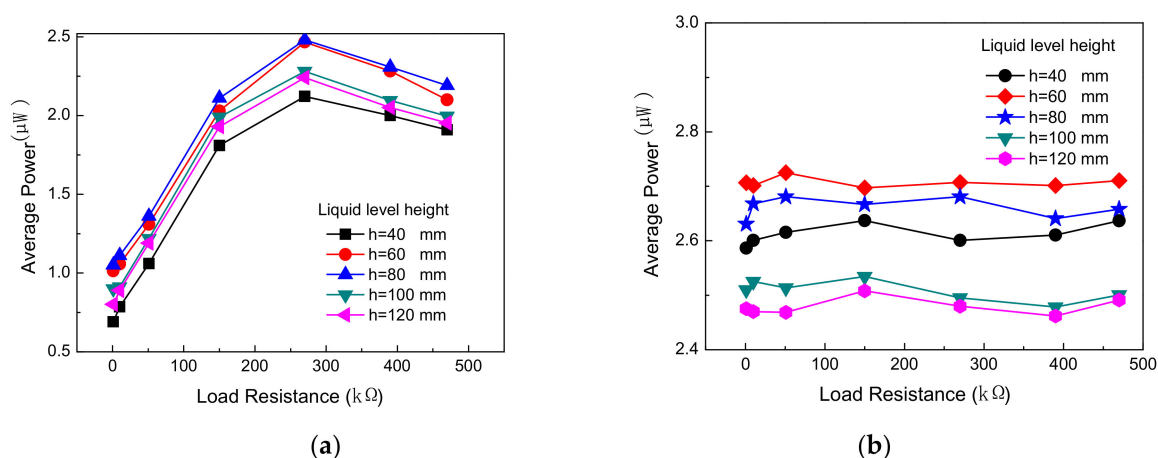 2.5
2.0
1.5
1.0
0.5
Average Power(μW)
Liquid level height
h=40 mm
h=60 mm
h=80 mm
h=100 mm
h=120 mm
0 100 200 300 400 500
Load Resistance (kΩ)
(a)
3.0
2.8
2.6
2.4
Average Power (μW)
Liquid level height
h=40 mm
h=60 mm
h=80 mm
h=100 mm
h=120 mm
0 100 200 300 400 500
Load Resistance (kΩ)
(b)